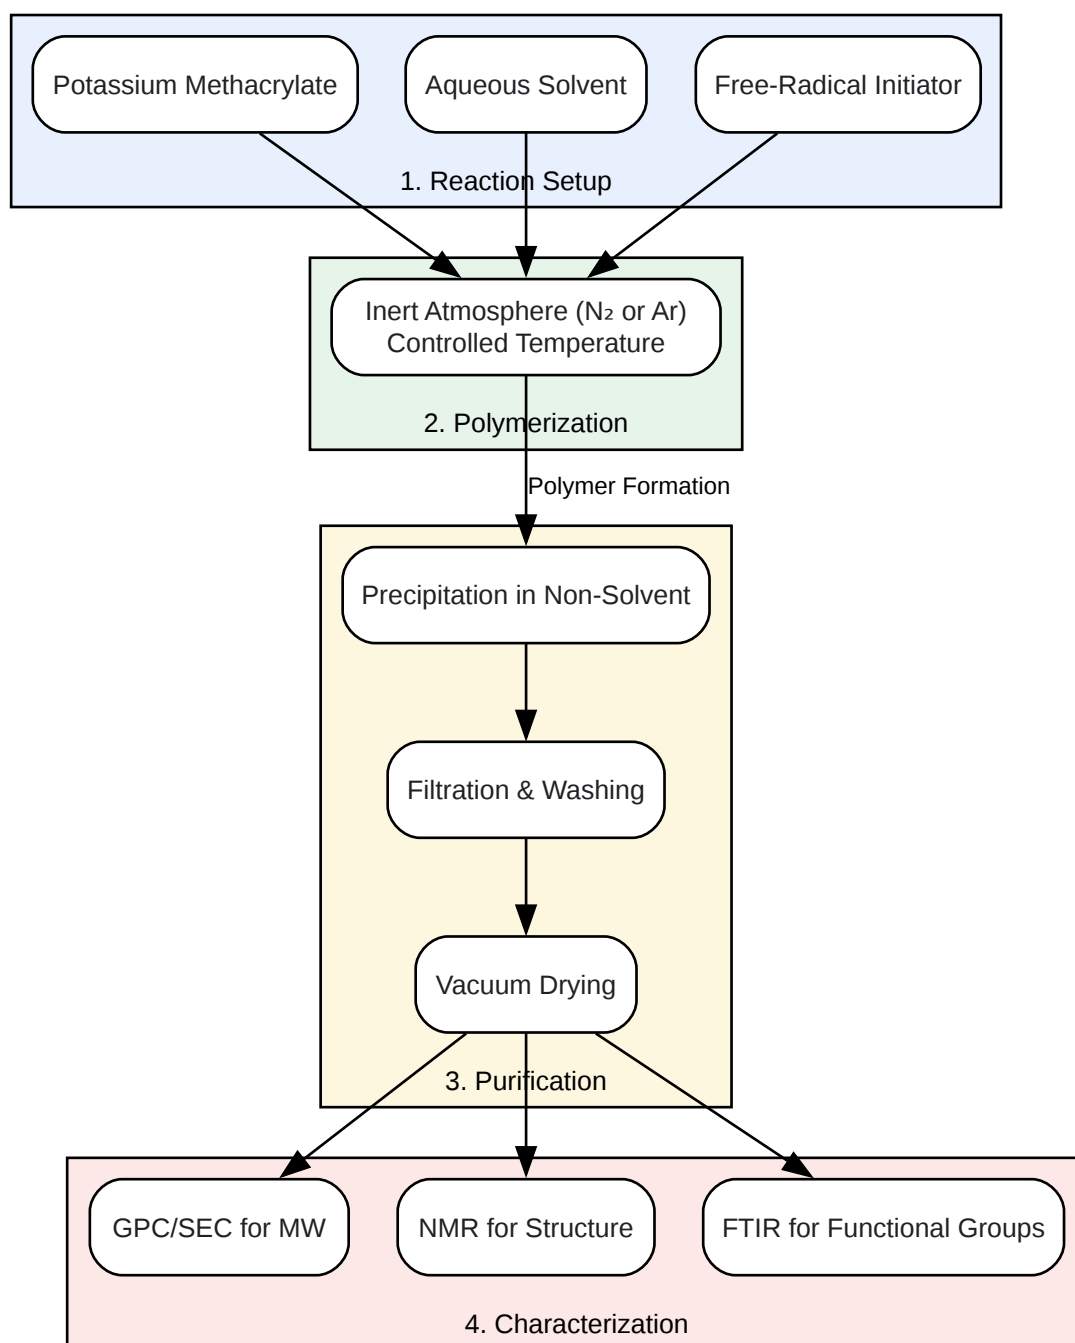 Potassium Methacrylate
Aqueous Solvent
Free-Radical Initiator
1. Reaction Setup
Inert Atmosphere (N₂ or Ar)
Controlled Temperature
2. Polymerization
Polymer Formation
Precipitation in Non-Solvent
Filtration & Washing
Vacuum Drying
3. Purification
GPC/SEC for MW
NMR for Structure
FTIR for Functional Groups
4. Characterization